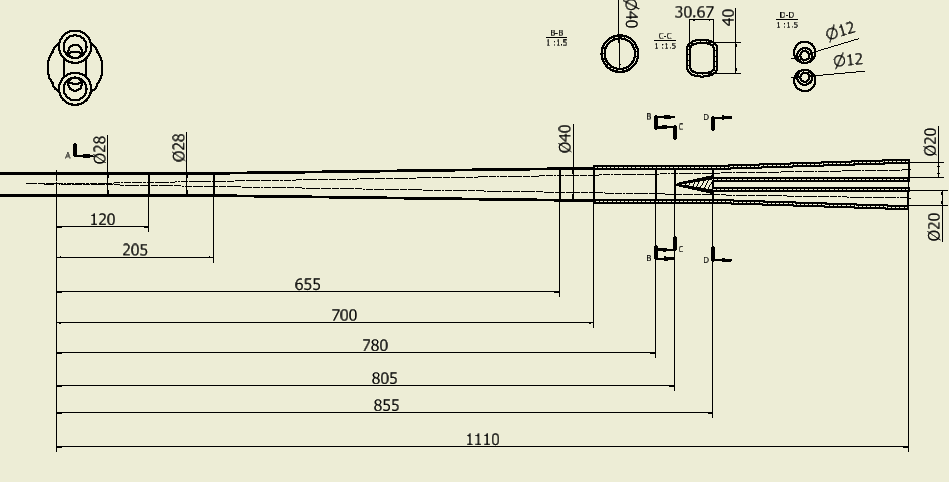 Ø40
30.67
40
B-B
1 :1.5
C-C
1 :1.5
D-D
1 :1.5
Ø12
Ø12
B
C
D
A
Ø28
Ø28
Ø40
Ø20
Ø20
120
205
B
C
D
655
700
780
805
855
1110